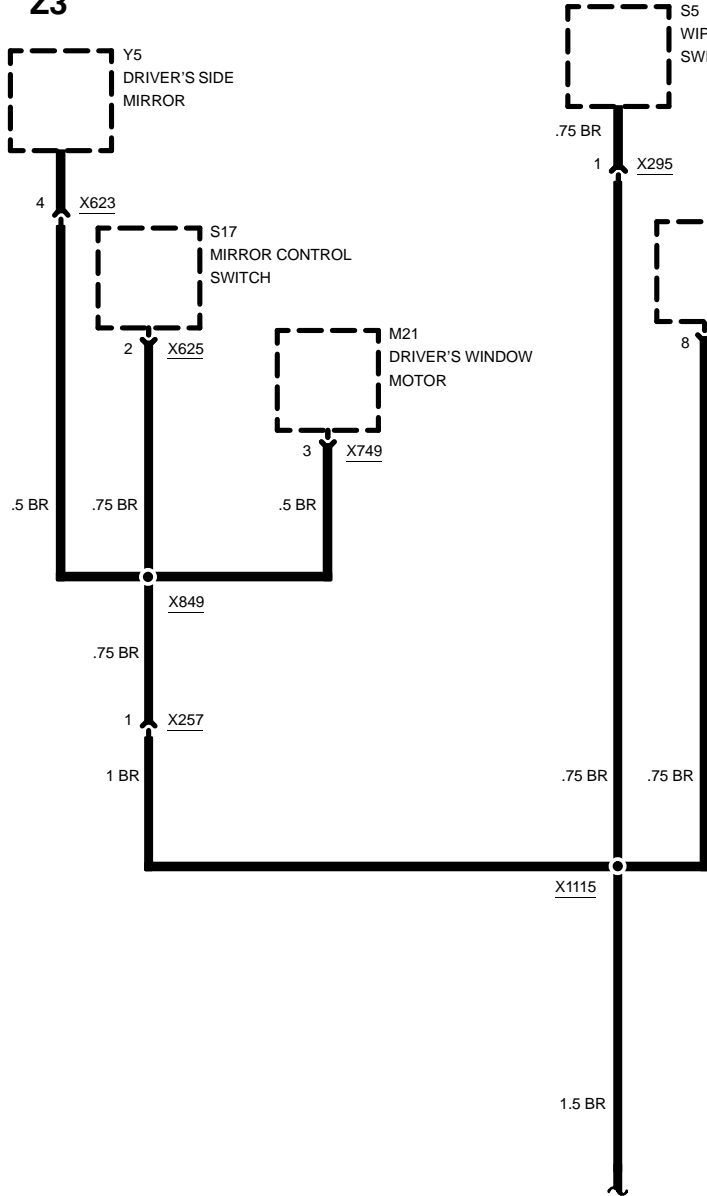 Z3
S5
Y5
DRIVER'S SIDE
MIRROR
.75 BR
1
X295
4
X623
S17
MIRROR CONTROL
SWITCH
M21
DRIVER'S WINDOW
MOTOR
8
2
X625
3
X749
.5 BR
.75 BR
.5 BR
X849
.75 BR
1
X257
1 BR
.75 BR
.75 BR
X1115
1.5 BR